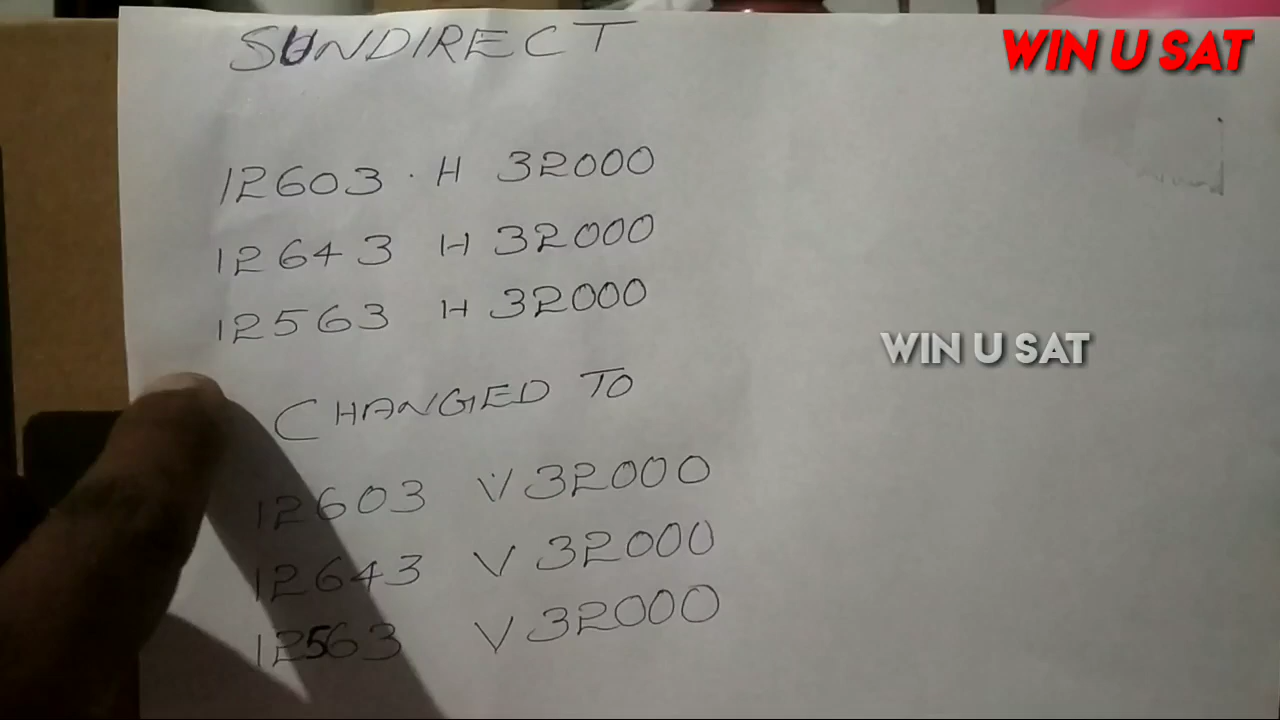 SUNDIRECT
WIN U SAT
12603 . H 32000
12643 H 32000
12563 H 32000
WIN U SAT
CHANGED TO
12603 V 32000
12643 V 32000
12563 V 32000